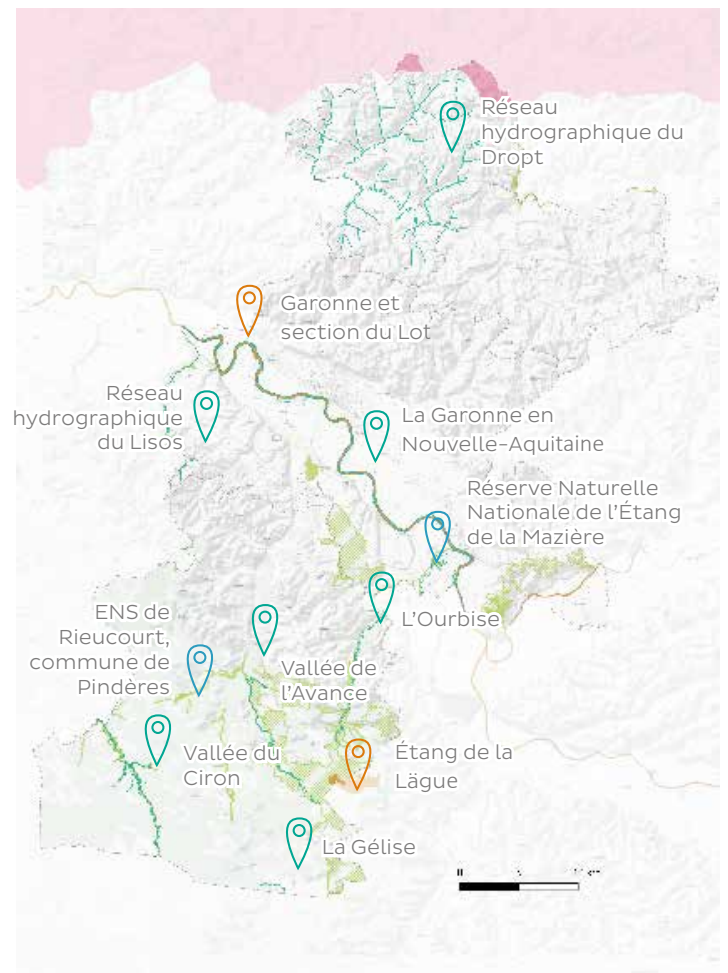 Réseau
hydrographique du
Dropt
Garonne et
section du Lot
Réseau
hydrographique
du Lisos
La Garonne en
Nouvelle-Aquitaine
Réserve Naturelle
Nationale de l'Étang
de la Mazière
L'Ourbise
ENS de
Rieucourt,
commune de
Pindères
Vallée de
l'Avance
Vallée du
Ciron
Étang de la
Lägue
La Gélise